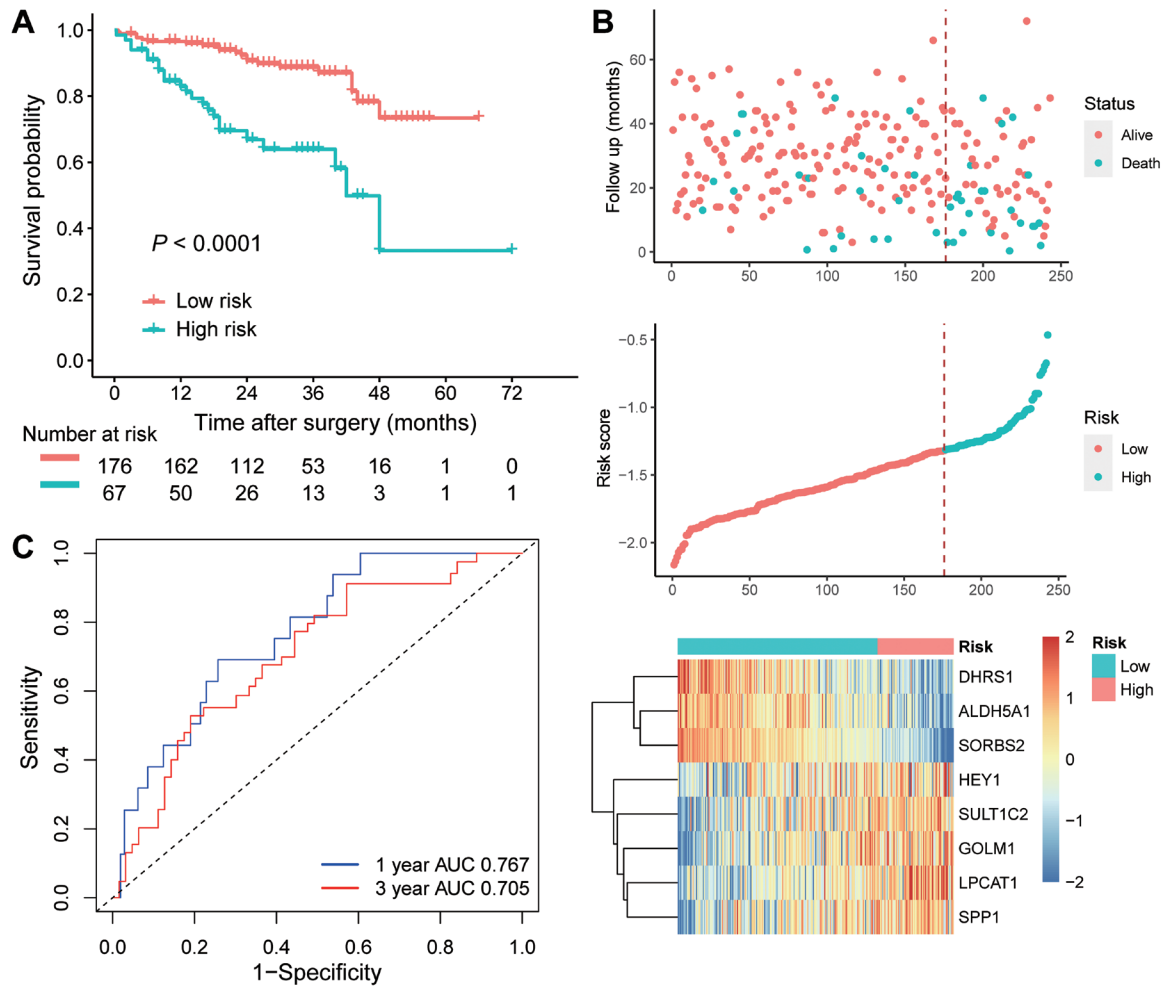 A
Survival probability
1.0
0.8
0.6
0.4
0.2
0.0
P < 0.0001
Low risk
High risk
0 12 24 36 48 60 72
Time after surgery (months)
Number at risk
176 162 112 53 16 1 0
67 50 26 13 3 1 1
B
Follow up (months)
60
40
20
0
0 50 100 150 200 250
Status
Alive
Death
Risk score
−0.5
−1.0
−1.5
−2.0
0 50 100 150 200 250
Risk
Low
High
Risk
DHRS1
ALDH5A1
SORBS2
HEY1
SULT1C2
GOLM1
LPCAT1
SPP1
2
1
0
−1
−2
Risk
Low
High
C
Sensitivity
1.0
0.8
0.6
0.4
0.2
0.0
1 year AUC 0.767
3 year AUC 0.705
0.0 0.2 0.4 0.6 0.8 1.0
1−Specificity